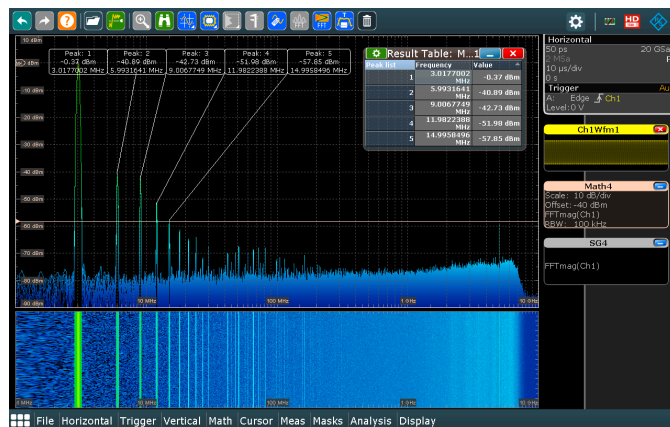 HD
10 dBm
0 dBm
-10 dBm
-20 dBm
-30 dBm
-40 dBm
-50 dBm
-60 dBm
-70 dBm
-80 dBm
-90 dBm
Peak: 1
-0.37 dBm
3.0177002 MHz
Peak: 2
-40.89 dBm
5.9931641 MHz
Peak: 3
-42.73 dBm
9.0067749 MHz
Peak: 4
-51.98 dBm
11.9822388 MHz
Peak: 5
-57.85 dBm
14.9958496 MHz
Result Table: M...1
Peak list Frequency Value
1 3.0177002 MHz -0.37 dBm
2 5.9931641 MHz -40.89 dBm
3 9.0067749 MHz -42.73 dBm
4 11.9822388 MHz -51.98 dBm
5 14.9958496 MHz -57.85 dBm
10 MHz
100 MHz
1 GHz
10 GHz
1 MHz
10 MHz
100 MHz
1 GHz
10 GHz
Horizontal
50 ps 20 GSa
2 MSa
10 µs/div
0 s
Trigger Au
A: Edge Ch1
Level:0 V
Ch1Wfm1
Math4
Scale: 10 dB/div
Offset: -40 dBm
FFTmag(Ch1)
RBW: 100 kHz
SG4
FFTmag(Ch1)
File Horizontal Trigger Vertical Math Cursor Meas Masks Analysis Display